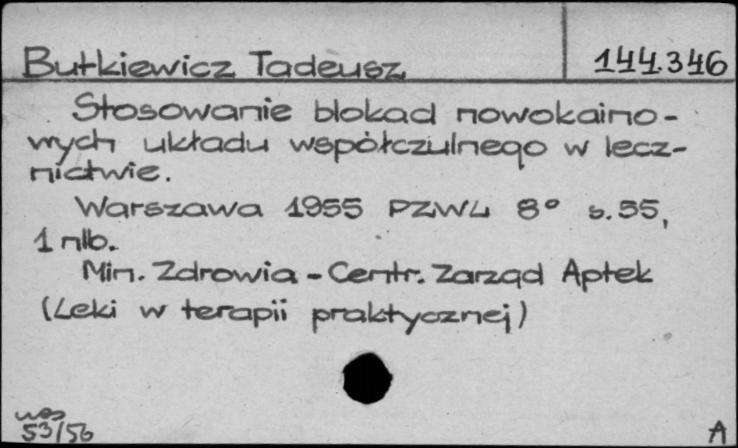 Butkiewicz Tadeusz 144.346
Stosowanie blokad nowokaino-
wych układu współczulnego w lecz-
nictwie.
Warszawa 1955 PZWL 8° s. 55,
1 nlb.
Min. Zdrowia - Centr. Zarząd Aptek
(Leki w terapii praktycznej)
53/56
A